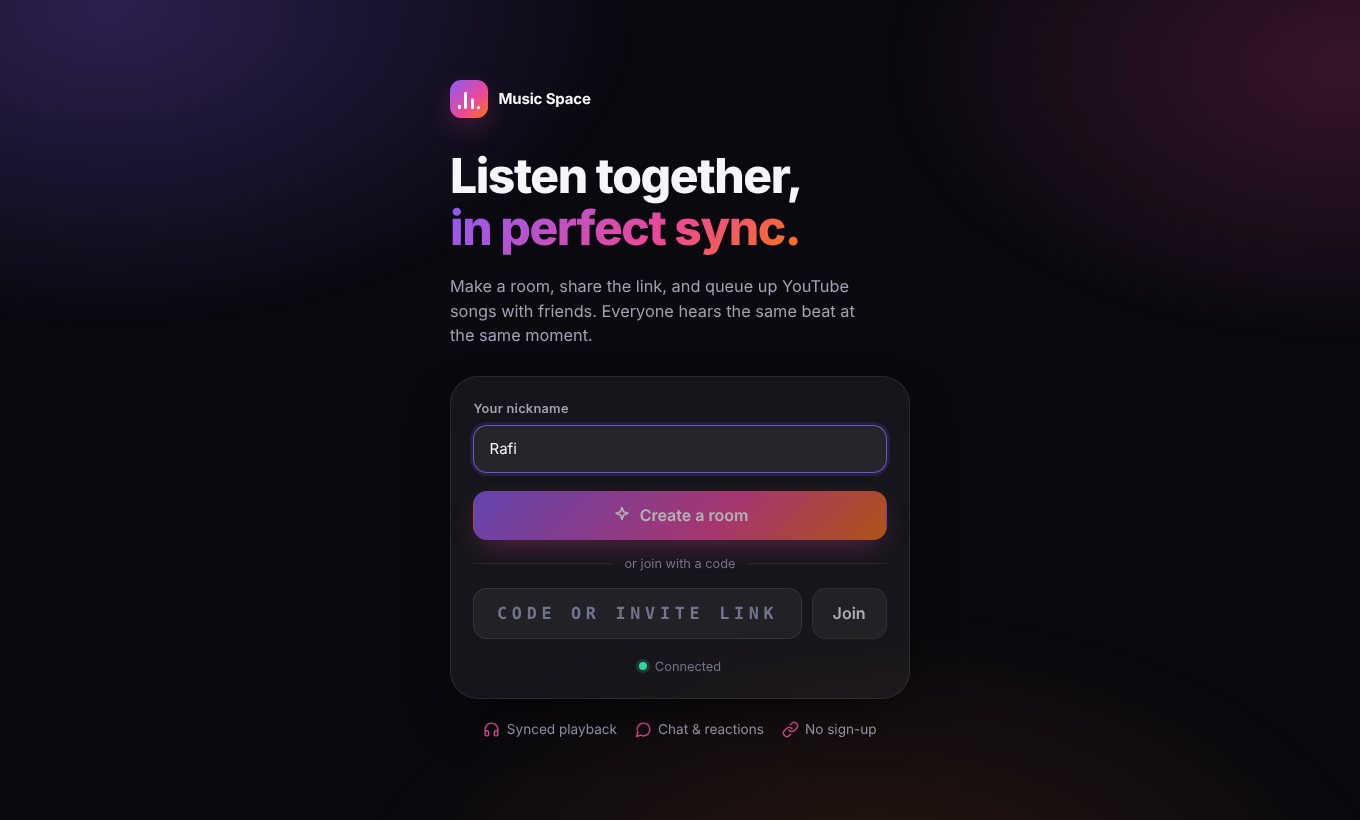 Music Space
Listen together,
in perfect sync.
Make a room, share the link, and queue up YouTube
songs with friends. Everyone hears the same beat at
the same moment.
Your nickname
Rafi
Create a room
or join with a code
CODE OR INVITE LINK
Join
Connected
Synced playback
Chat & reactions
No sign-up